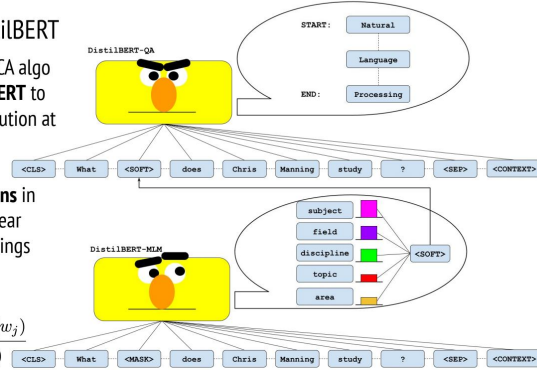 ilBERT
CA algo
ERT to
ution at
ns in
ear
ings
w_j)
DistilBERT-QA
START: Natural
Language
END: Processing
<CLS> What <SOFT> does Chris Manning study ? <SEP> <CONTEXT>
DistilBERT-MLM
subject
field
discipline
topic
area
<SOFT>
<CLS> What <MASK> does Chris Manning study ? <SEP> <CONTEXT>